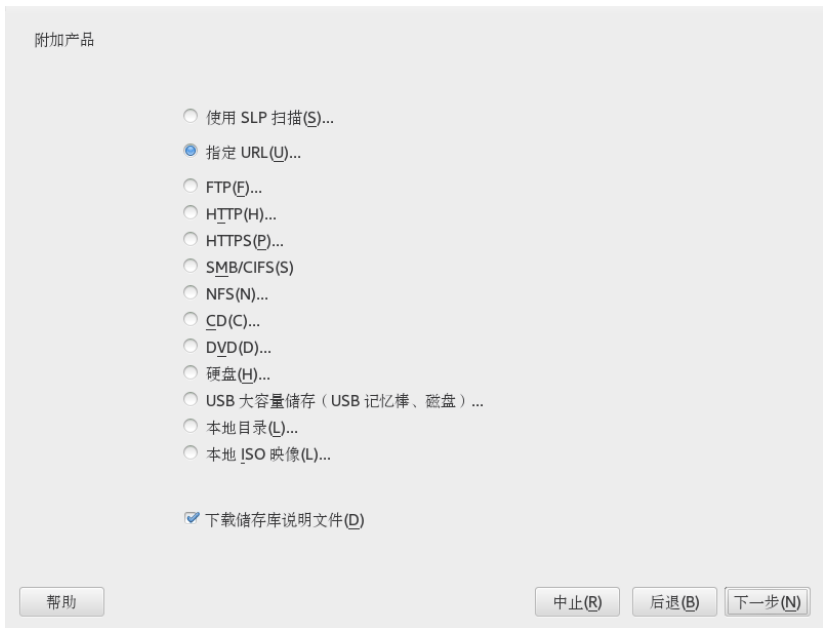 附加产品
使用 SLP 扫描(S)...
指定 URL(U)...
FTP(F)...
HTTP(H)...
HTTPS(P)...
SMB/CIFS(S)
NFS(N)...
CD(C)...
DVD(D)...
硬盘(H)...
USB 大容量储存（USB 记忆棒、磁盘）...
本地目录(L)...
本地 ISO 映像(L)...
下载储存库说明文件(D)
帮助 中止(R) 后退(B) 下一步(N)